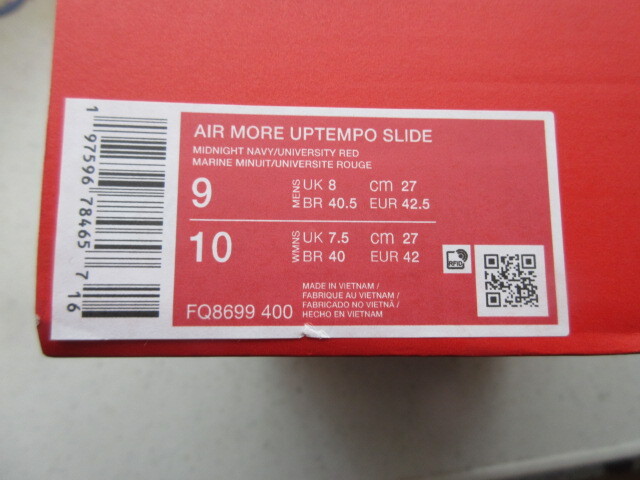 AIR MORE UPTEMPO SLIDE
MIDNIGHT NAVY/UNIVERSITY RED
MARINE MINUIT/UNIVERSITE ROUGE
9 MENS UK 8 cm 27
BR 40.5 EUR 42.5
10 WMNS UK 7.5 cm 27
BR 40 EUR 42
RFID
MADE IN VIETNAM /
FABRIQUE AU VIETNAM /
FABRICADO NO VIETNÃ /
HECHO EN VIETNAM
FQ8699 400
1 97596 78465 7 16